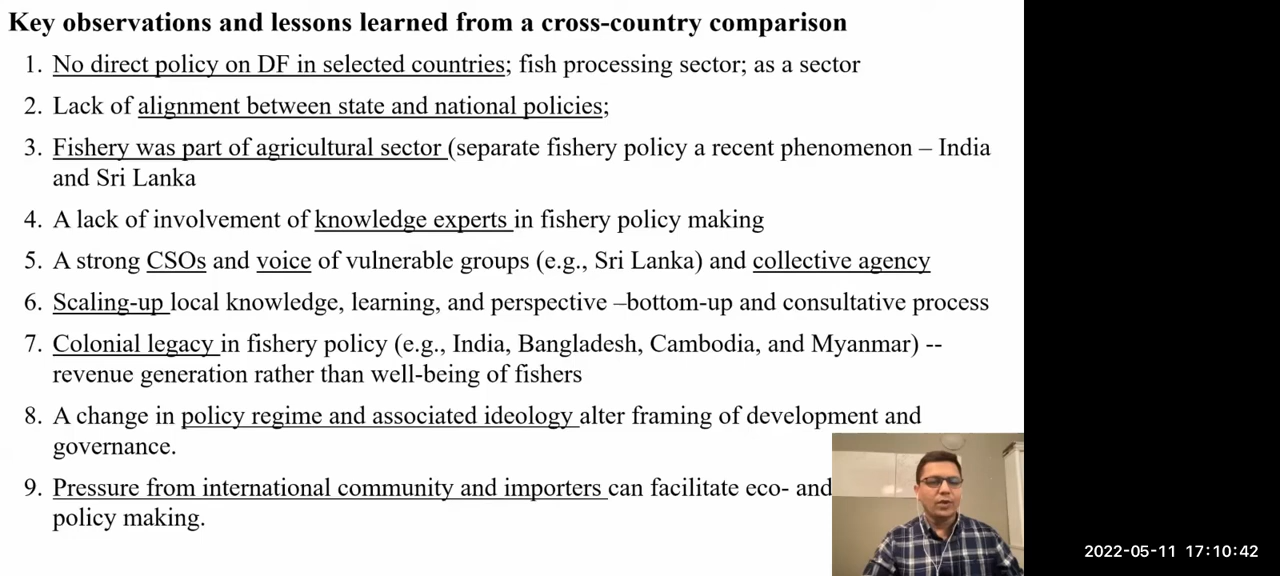 Key observations and lessons learned from a cross-country comparison
1. No direct policy on DF in selected countries; fish processing sector; as a sector
2. Lack of alignment between state and national policies;
3. Fishery was part of agricultural sector (separate fishery policy a recent phenomenon – India
and Sri Lanka
4. A lack of involvement of knowledge experts in fishery policy making
5. A strong CSOs and voice of vulnerable groups (e.g., Sri Lanka) and collective agency
6. Scaling-up local knowledge, learning, and perspective –bottom-up and consultative process
7. Colonial legacy in fishery policy (e.g., India, Bangladesh, Cambodia, and Myanmar) --
revenue generation rather than well-being of fishers
8. A change in policy regime and associated ideology alter framing of development and
governance.
9. Pressure from international community and importers can facilitate eco- and
policy making.
2022-05-11 17:10:42